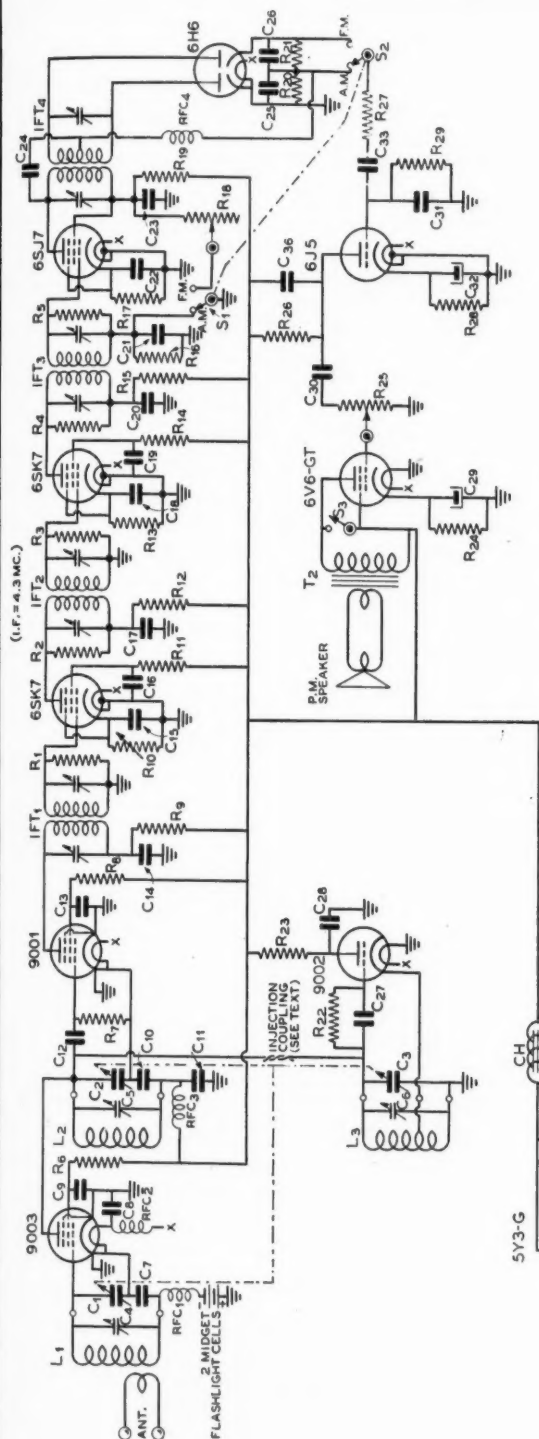 (I.F. = 4.3 MC.)
9003
9001
IFT1
R1
6SK7
R2
IFT2
R3
6SK7
R4
IFT3
R5
6SJ7
C24
IFT4
6H6
L1
ANT.
C1
C4
C7
RFC1
2 MIDGET
FLASHLIGHT CELLS
C9
R6
C8
RFC2
X
L2
C2
C5
C10
C11
RFC3
C12
R7
C13
X
R8
C14
R9
X
C16
C15
R10
R11
C17
R12
X
C19
C18
R13
R14
C20
R15
R16
C21
R17
A.M.
F.M.
S1
X
C22
R18
C23
R19
RFC4
X
C25
C26
R20
R21
A.M.
F.M.
S2
R27
C33
INJECTION
COUPLING
(SEE TEXT)
L3
C6
C3
R22
C27
9002
X
C28
R23
P.M.
SPEAKER
T2
S3
6V6-GT
X
R24
C29
R25
C30
R26
C36
6J5
X
R28
C32
C31
R29
5Y3-G
CH